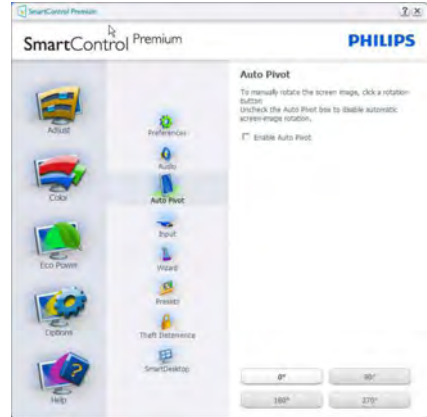 SmartControl Premium
? X
SmartControl Premium
PHILIPS
Adjust
Color
Eco Power
Options
Help
Preferences
Audio
Auto Pivot
Input
Wizard
Presets
Theft Deterrence
SmartDesktop
Auto Pivot
To manually rotate the screen image, click a rotation
button.
Uncheck the Auto Pivot box to disable automatic
screen-image rotation.
Enable Auto Pivot
0°
90°
180°
270°